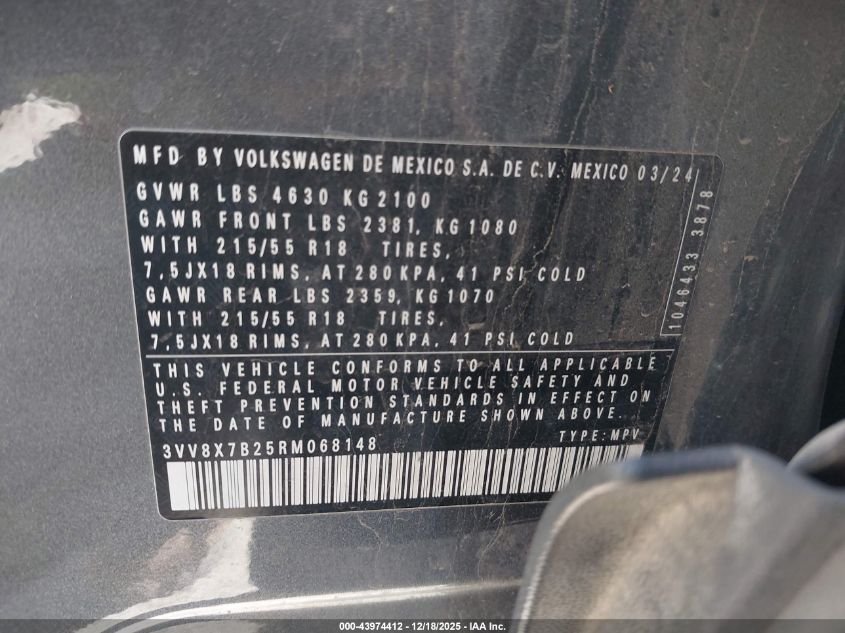 MFD BY VOLKSWAGEN DE MEXICO S.A. DE C.V. MEXICO 03/24
GVWR LBS 4630 KG 2100
GAWR FRONT LBS 2381, KG 1080
WITH 215/55 R18 TIRES,
7,5JX18 RIMS, AT 280 KPA, 41 PSI COLD
GAWR REAR LBS 2359, KG 1070
WITH 215/55 R18 TIRES,
7,5JX18 RIMS, AT 280 KPA, 41 PSI COLD
1046433 3878
THIS VEHICLE CONFORMS TO ALL APPLICABLE
U.S. FEDERAL MOTOR VEHICLE SAFETY AND
THEFT PREVENTION STANDARDS IN EFFECT ON
THE DATE OF MANUFACTURE SHOWN ABOVE.
3VV8X7B25RM068148 TYPE: MPV
000-43974412 - 12/18/2025 - IAA Inc.